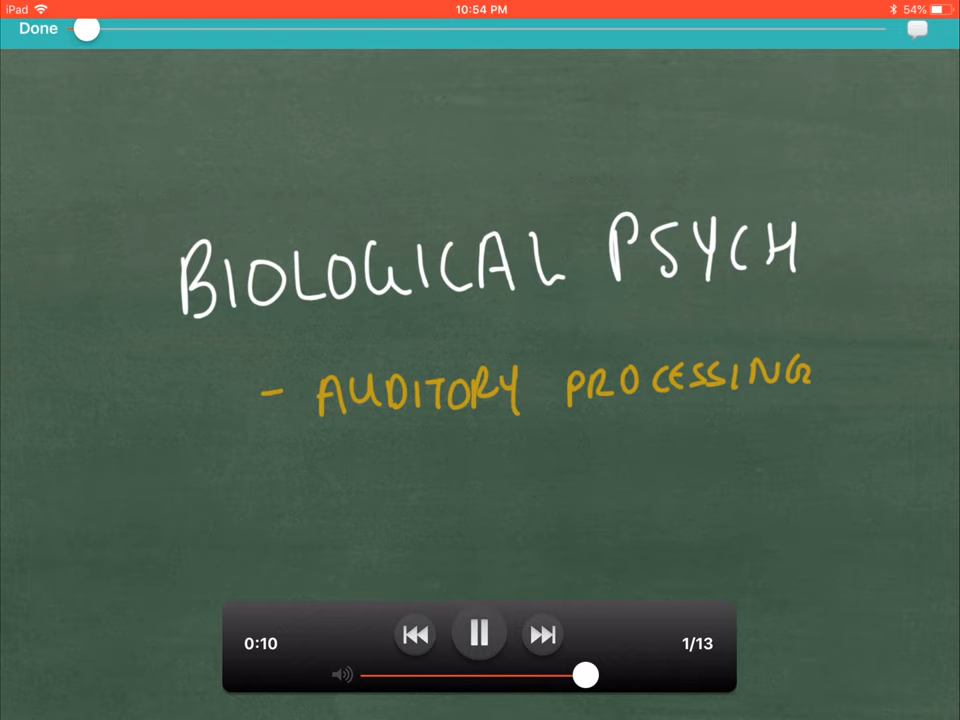 iPad 10:54 PM 54%
Done
BIOLOGICAL PSYCH
- AUDITORY PROCESSING
0:10 1/13